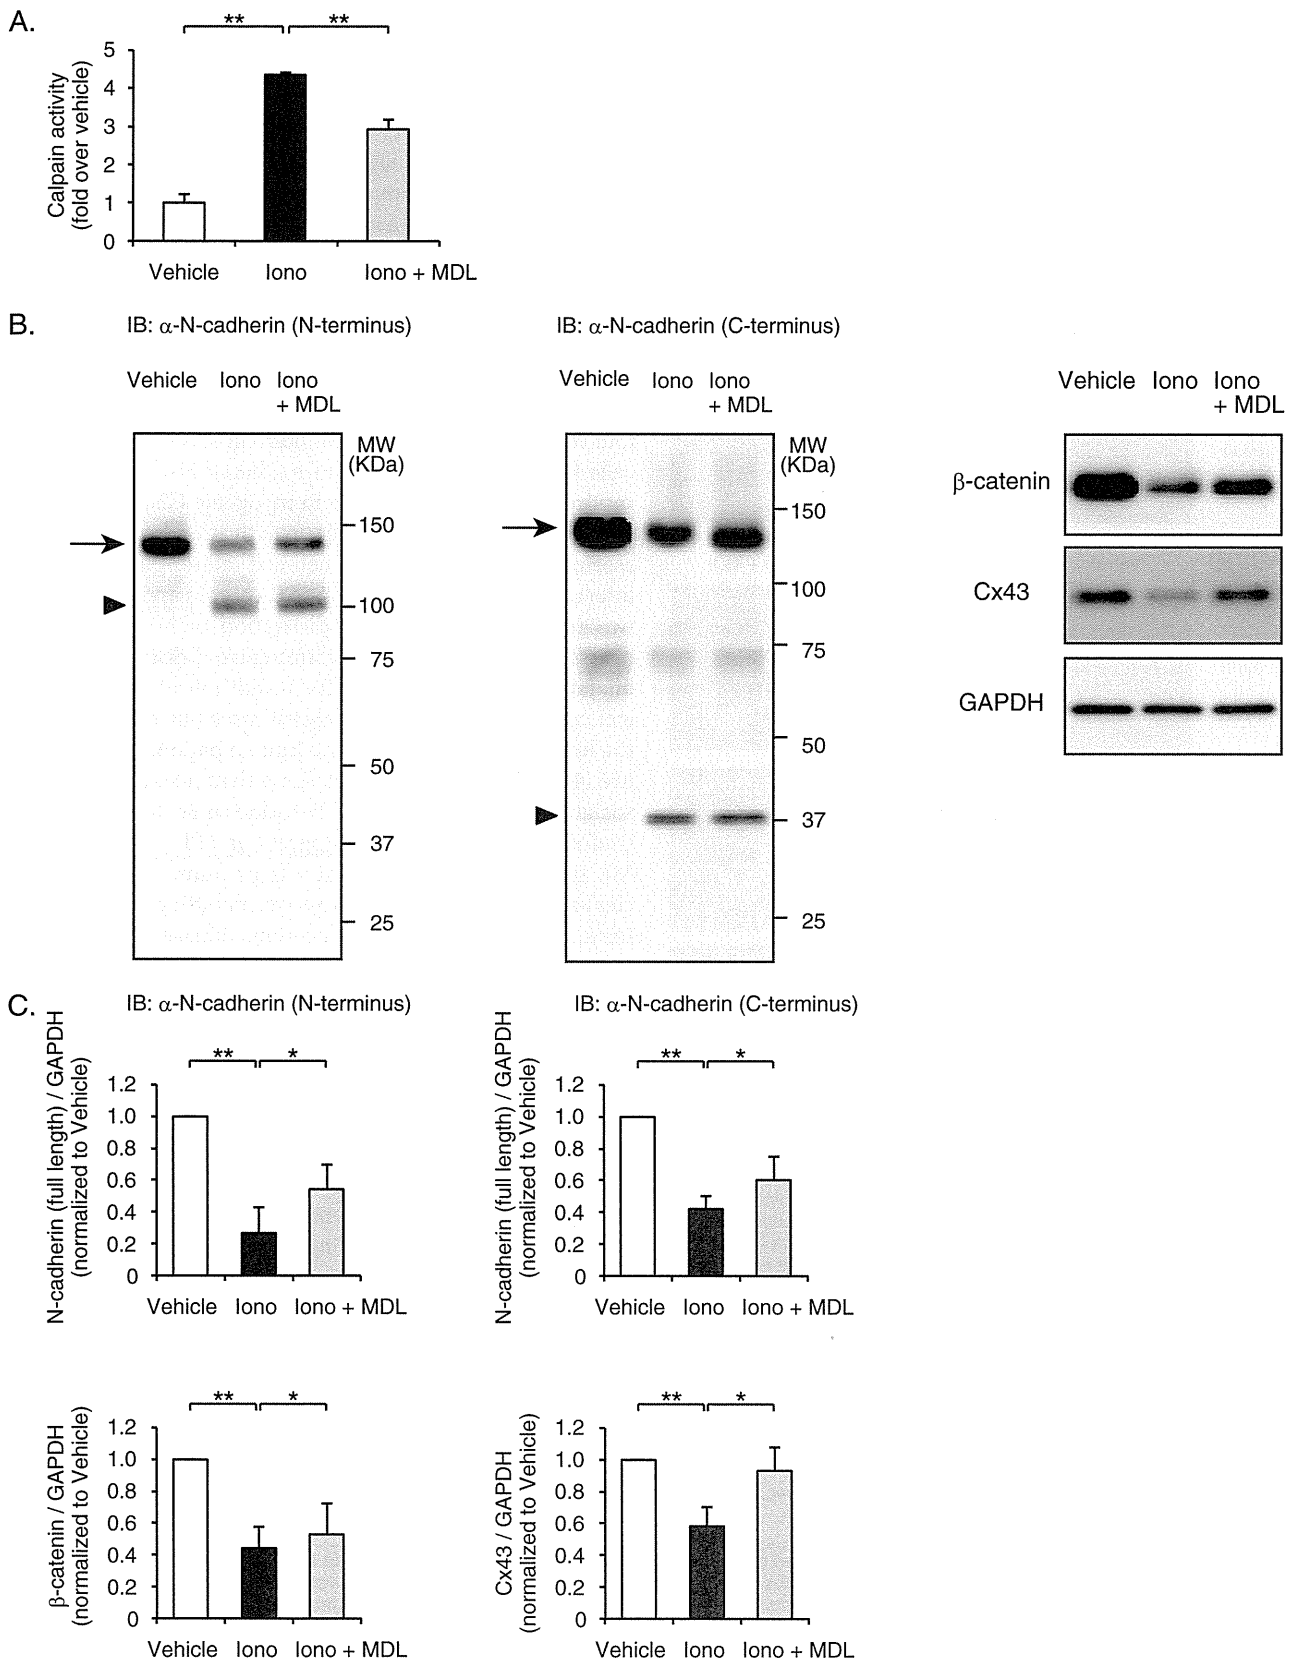 A.
** **
Calpain activity
(fold over vehicle)
5
4
3
2
1
0
Vehicle Iono Iono + MDL
B.
IB: α-N-cadherin (N-terminus)
Vehicle Iono Iono
+ MDL
MW
(KDa)
150
100
75
50
37
25
IB: α-N-cadherin (C-terminus)
Vehicle Iono Iono
+ MDL
MW
(KDa)
150
100
75
50
37
25
Vehicle Iono Iono
+ MDL
β-catenin
Cx43
GAPDH
C.
IB: α-N-cadherin (N-terminus)
N-cadherin (full length) / GAPDH
(normalized to Vehicle)
** *
1.2
1.0
0.8
0.6
0.4
0.2
0
Vehicle Iono Iono + MDL
IB: α-N-cadherin (C-terminus)
N-cadherin (full length) / GAPDH
(normalized to Vehicle)
** *
1.2
1.0
0.8
0.6
0.4
0.2
0
Vehicle Iono Iono + MDL
β-catenin / GAPDH
(normalized to Vehicle)
** *
1.2
1.0
0.8
0.6
0.4
0.2
0
Vehicle Iono Iono + MDL
Cx43 / GAPDH
(normalized to Vehicle)
** *
1.2
1.0
0.8
0.6
0.4
0.2
0
Vehicle Iono Iono + MDL